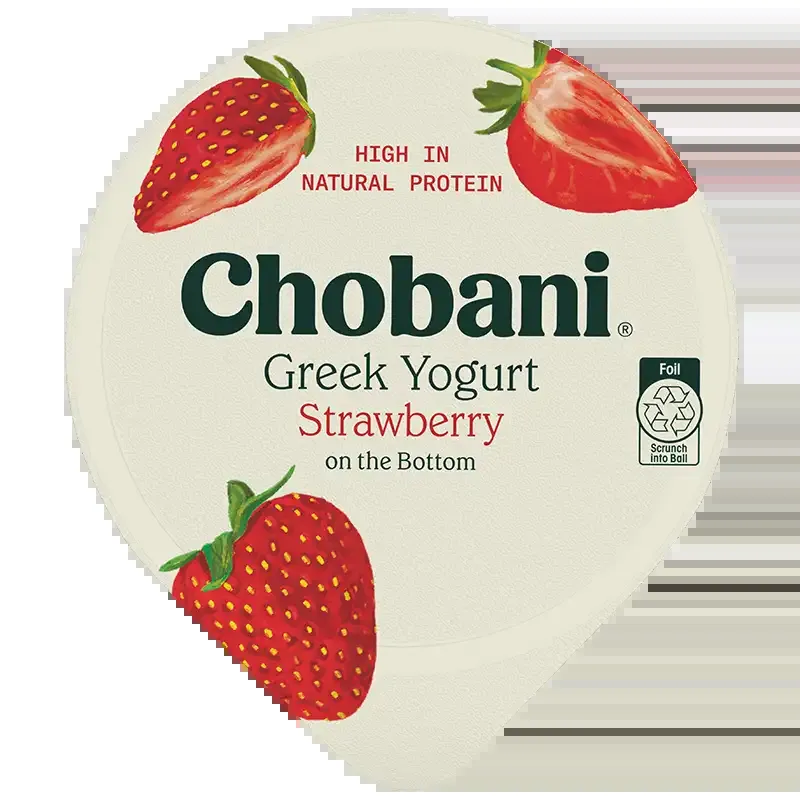 HIGH IN
NATURAL PROTEIN
Chobani®
Greek Yogurt
Strawberry
on the Bottom
Foil
Scrunch
into Ball